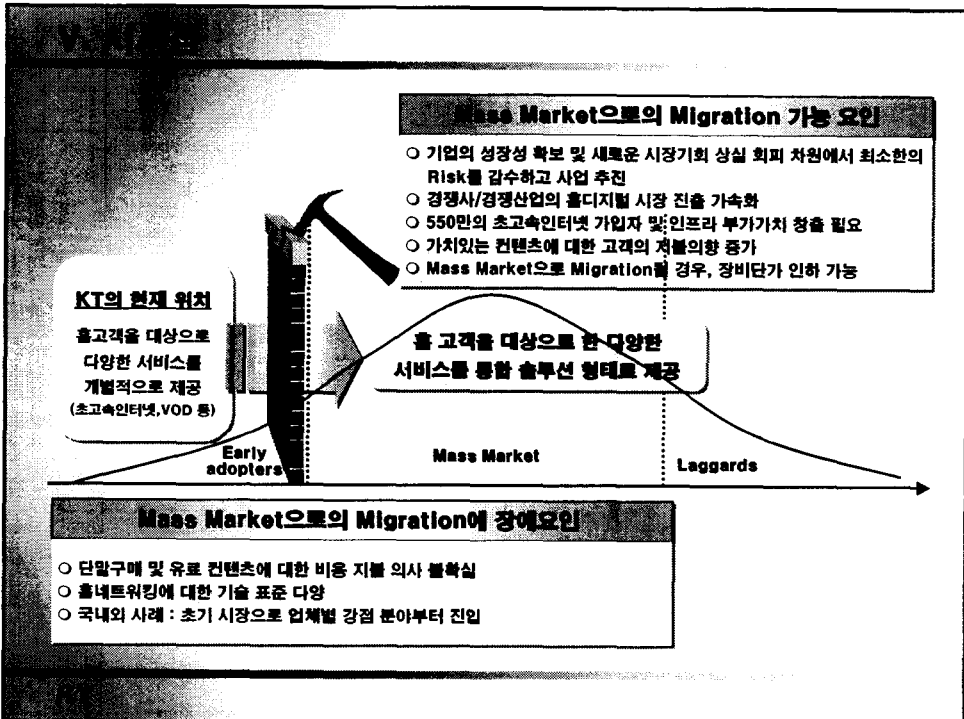 Mass Market으로의 Migration 가능 요인
○ 기업의 성장성 확보 및 새로운 시장기회 상실 회피 차원에서 최소한의
Risk를 감수하고 사업 추진
○ 경쟁사/경쟁산업의 홈디지털 시장 진출 가속화
○ 550만의 초고속인터넷 가입자 및 인프라 부가가치 창출 필요
○ 가치있는 컨텐츠에 대한 고객의 지불의향 증가
○ Mass Market으로 Migration될 경우, 장비단가 인하 가능
KT의 현재 위치
홈고객을 대상으로
다양한 서비스를
개별적으로 제공
(초고속인터넷,VOD 등)
홈 고객을 대상으로 한 다양한
서비스를 통합 솔루션 형태로 제공
Early
adopters
Mass Market
Laggards
Mass Market으로의 Migration에 장애요인
○ 단말구매 및 유료 컨텐츠에 대한 비용 지불 의사 불확실
○ 홈네트워킹에 대한 기술 표준 다양
○ 국내외 사례 : 초기 시장으로 업체별 강점 분야부터 진입